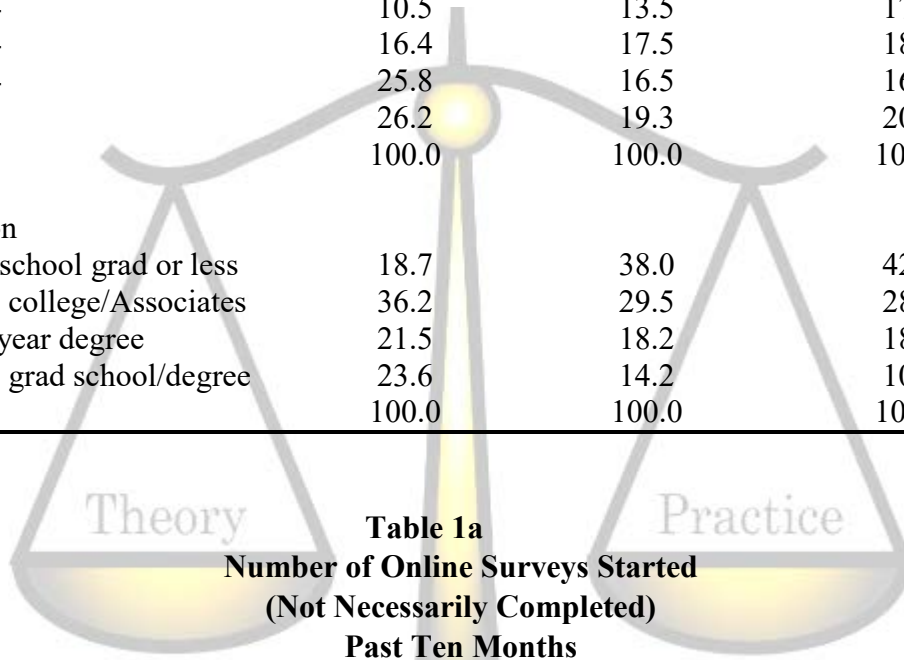 10.5 13.5
16.4 17.5
25.8 16.5
26.2 19.3
100.0 100.0
school grad or less 18.7 38.0
college/Associates 36.2 29.5
year degree 21.5 18.2
grad school/degree 23.6 14.2
100.0 100.0
Theory Practice
Table 1a
Number of Online Surveys Started
(Not Necessarily Completed)
Past Ten Months